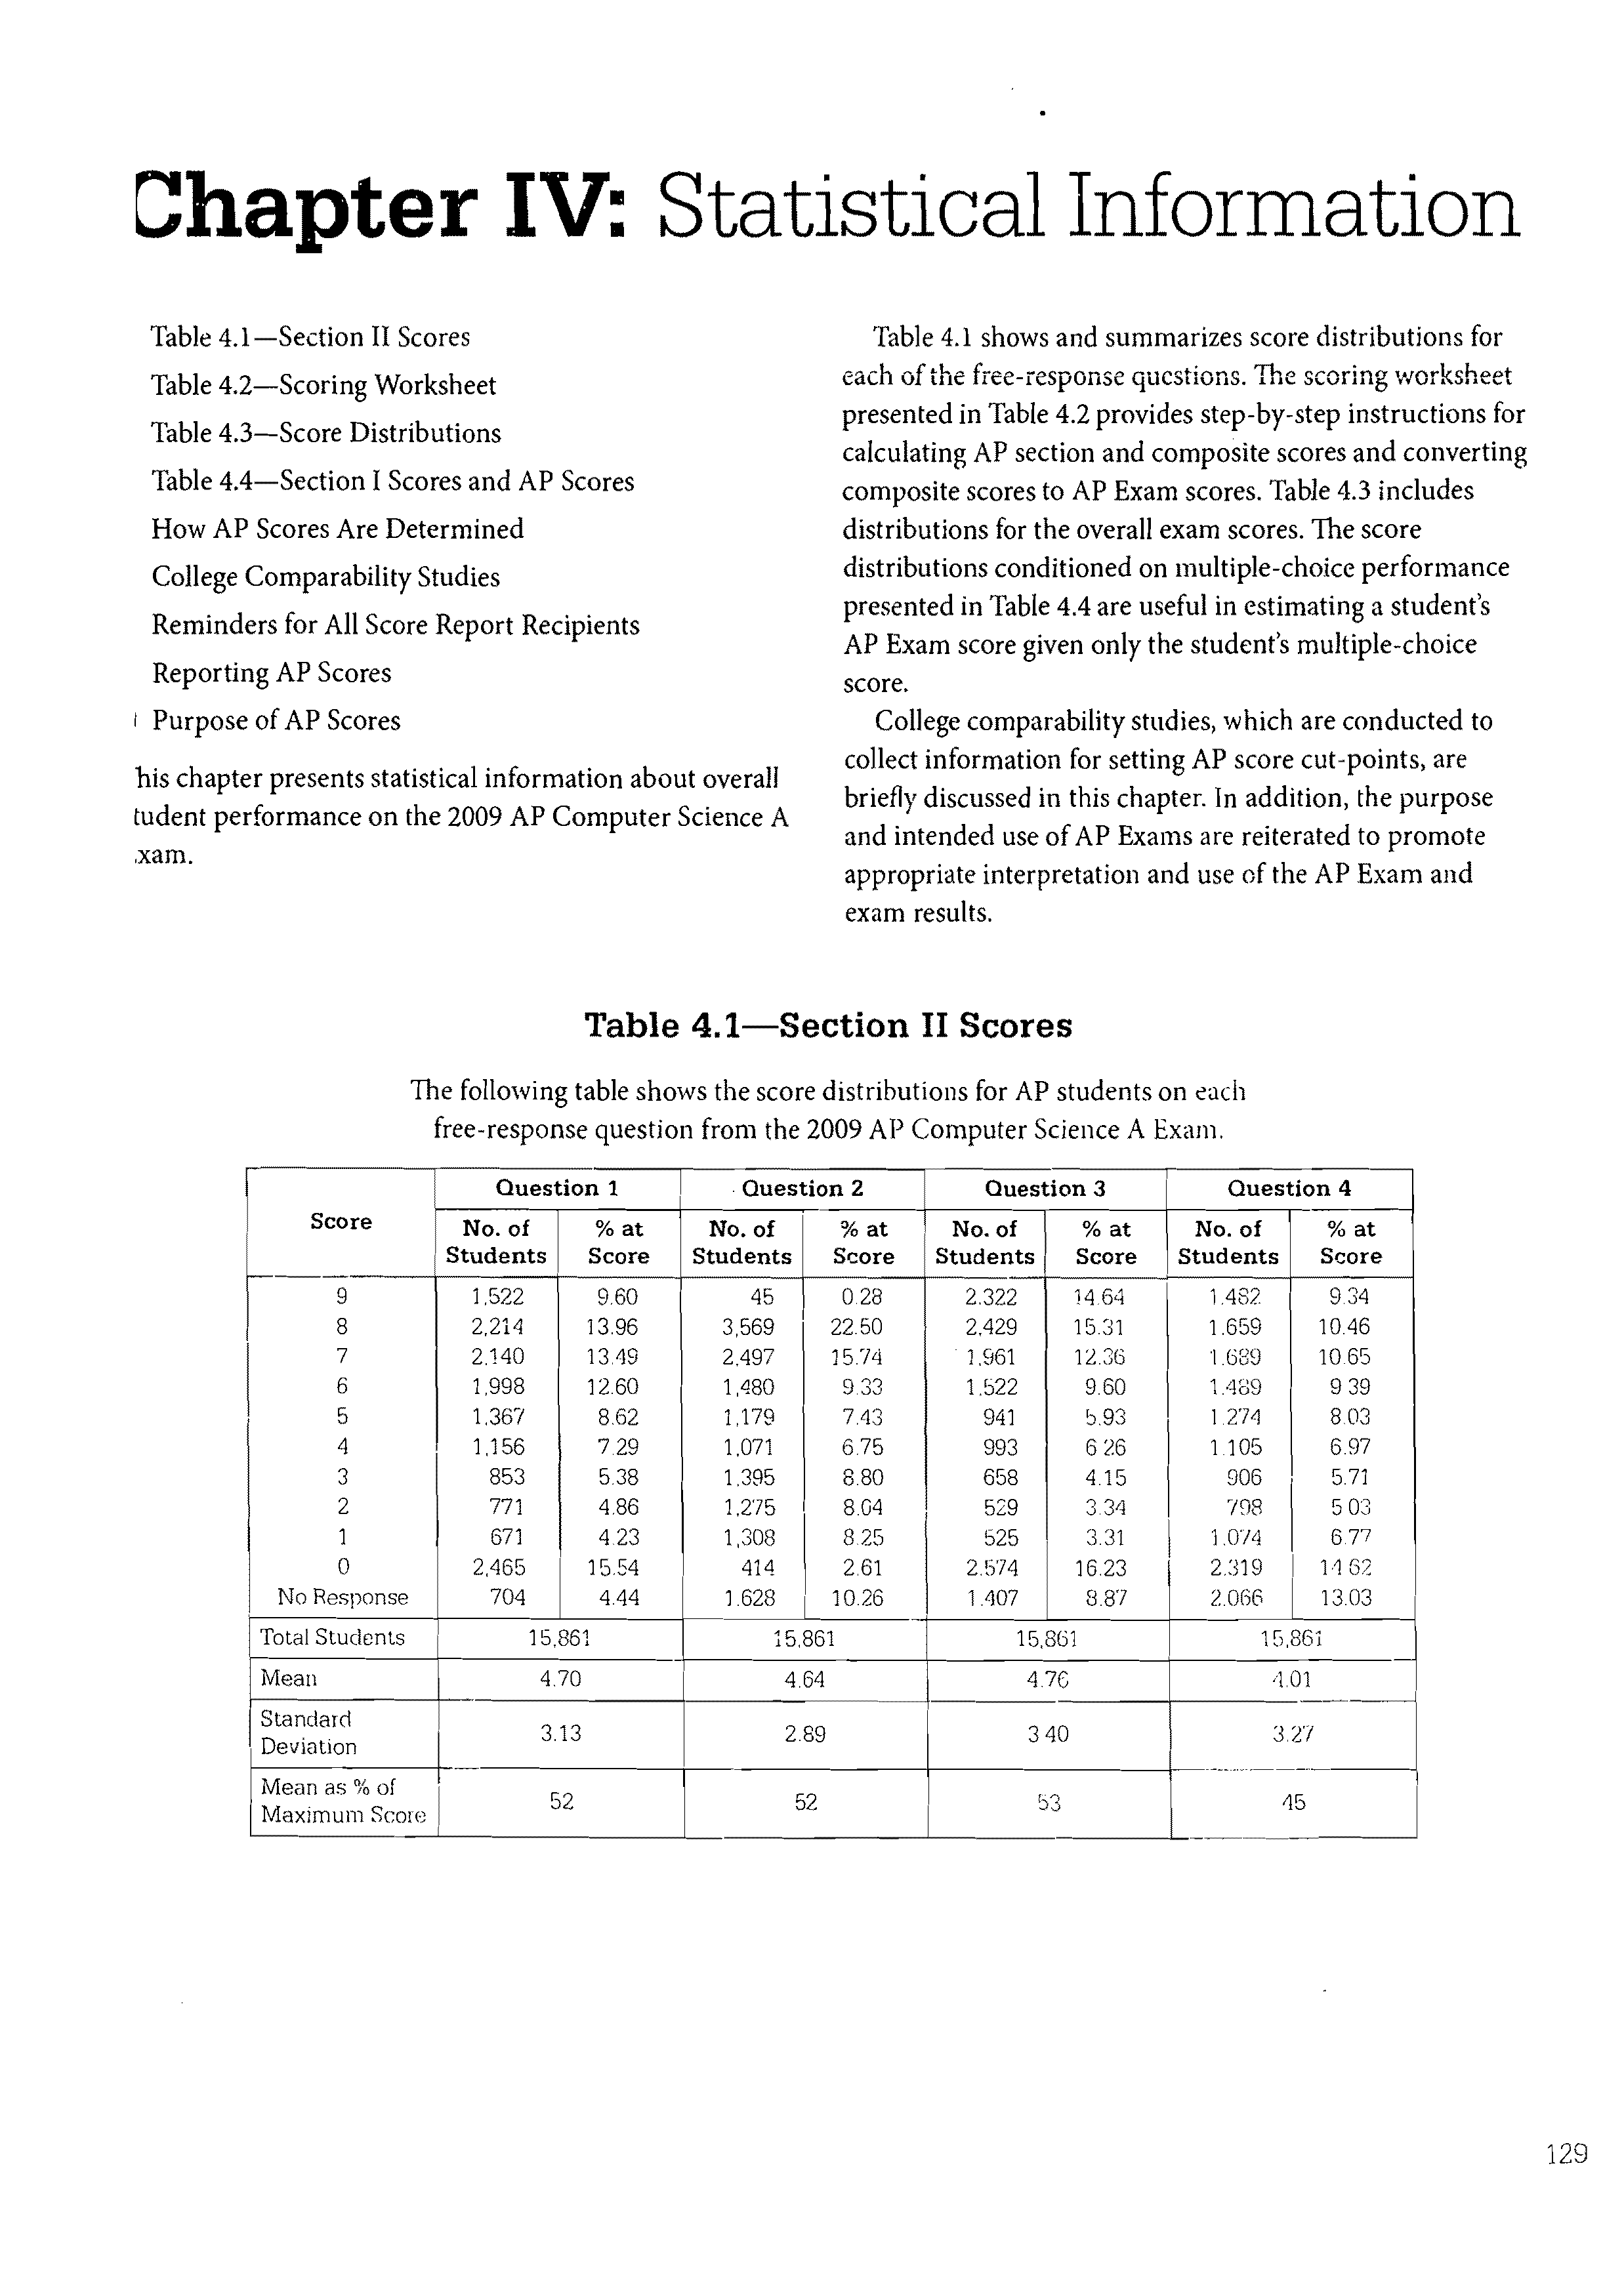 Chapter IV: Statistical Information
Table 4.1—Section II Scores
Table 4.2—Scoring Worksheet
Table 4.3—Score Distributions
Table 4.4—Section I Scores and AP Scores
How AP Scores Are Determined
College Comparability Studies
Reminders for All Score Report Recipients
Reporting AP Scores
Purpose of AP Scores
his chapter presents statistical information about overall
tudent performance on the 2009 AP Computer Science A
xam.
Table 4.1 shows and summarizes score distributions for
each of the free-response questions. The scoring worksheet
presented in Table 4.2 provides step-by-step instructions for
calculating AP section and composite scores and converting
composite scores to AP Exam scores. Table 4.3 includes
distributions for the overall exam scores. The score
distributions conditioned on multiple-choice performance
presented in Table 4.4 are useful in estimating a student's
AP Exam score given only the student's multiple-choice
score.
College comparability studies, which are conducted to
collect information for setting AP score cut-points, are
briefly discussed in this chapter. In addition, the purpose
and intended use of AP Exams are reiterated to promote
appropriate interpretation and use of the AP Exam and
exam results.
Table 4.1—Section II Scores
The following table shows the score distributions for AP students on each
free-response question from the 2009 AP Computer Science A Exam.
Score Question 1 Question 2 Question 3 Question 4
No. of Students % at Score No. of Students % at Score No. of Students % at Score No. of Students % at Score
9 1,522 9.60 45 0.28 2,322 14.64 1,482 9.34
8 2,214 13.96 3,569 22.50 2,429 15.31 1,659 10.46
7 2,140 13.49 2,497 15.74 1,961 12.36 1,689 10.65
6 1,998 12.60 1,480 9.33 1,522 9.60 1,489 9.39
5 1,367 8.62 1,179 7.43 941 5.93 1,274 8.03
4 1,156 7.29 1,071 6.75 993 6.26 1,105 6.97
3 853 5.38 1,395 8.80 658 4.15 906 5.71
2 771 4.86 1,275 8.04 529 3.34 798 5.03
1 671 4.23 1,308 8.25 525 3.31 1,074 6.77
0 2,465 15.54 414 2.61 2,574 16.23 2,319 14.62
No Response 704 4.44 1,628 10.26 1,407 8.87 2,066 13.03
Total Students 15,861 15,861 15,861 15,861
Mean 4.70 4.64 4.76 4.01
Standard Deviation 3.13 2.89 3.40 3.27
Mean as % of Maximum Score 52 52 53 45
129